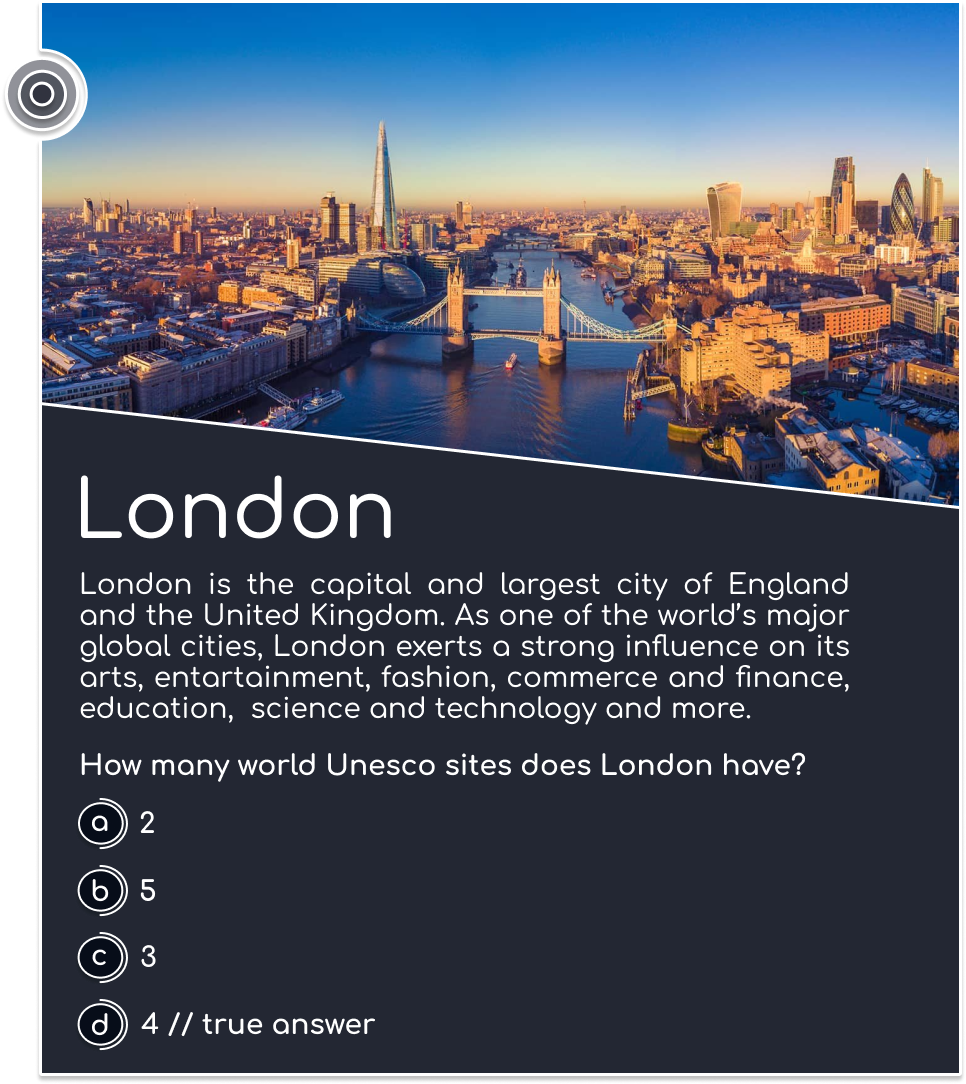 London
London is the capital and largest city of England
and the United Kingdom. As one of the world’s major
global cities, London exerts a strong influence on its
arts, entartainment, fashion, commerce and finance,
education,  science and technology and more.
How many world Unesco sites does London have?
a 2
b 5
c 3
d 4 // true answer